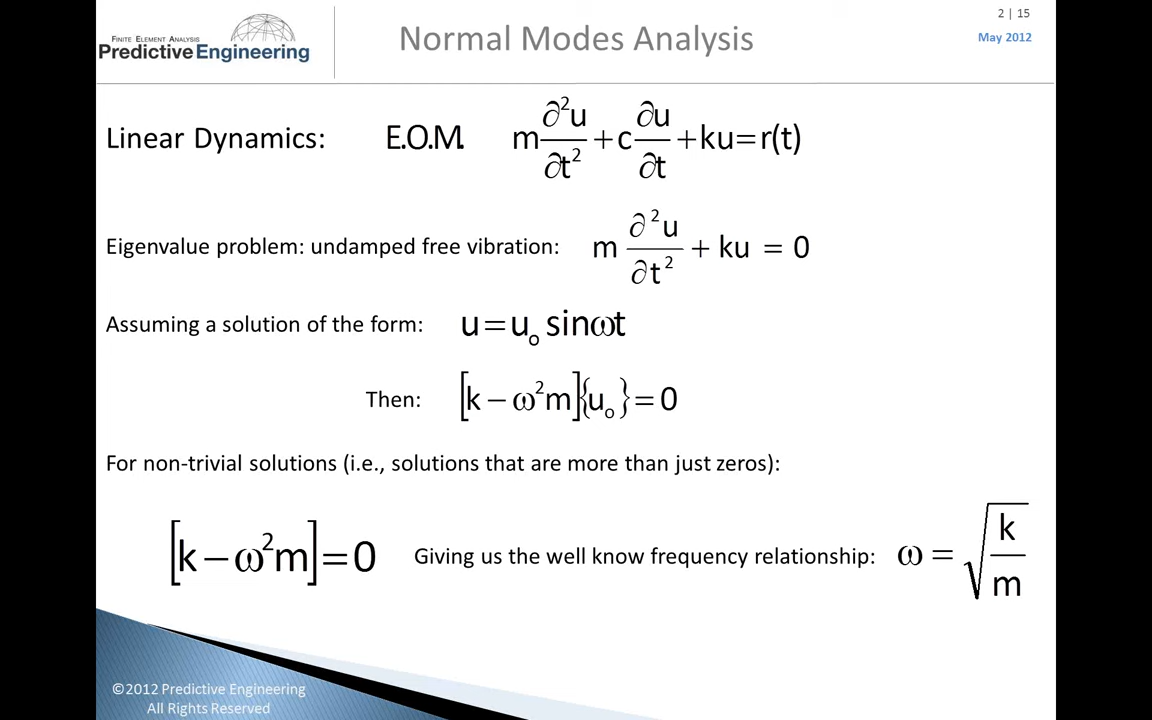 FINITE ELEMENT ANALYSIS
Predictive Engineering
Normal Modes Analysis
2 | 15
May 2012
Linear Dynamics: E.O.M. m ∂²u/∂t² + c ∂u/∂t + ku = r(t)
Eigenvalue problem: undamped free vibration: m ∂²u/∂t² + ku = 0
Assuming a solution of the form: u = uₒ sinωt
Then: [k − ω²m]{uₒ} = 0
For non-trivial solutions (i.e., solutions that are more than just zeros):
[k − ω²m] = 0 Giving us the well know frequency relationship: ω = √(k/m)
©2012 Predictive Engineering
All Rights Reserved